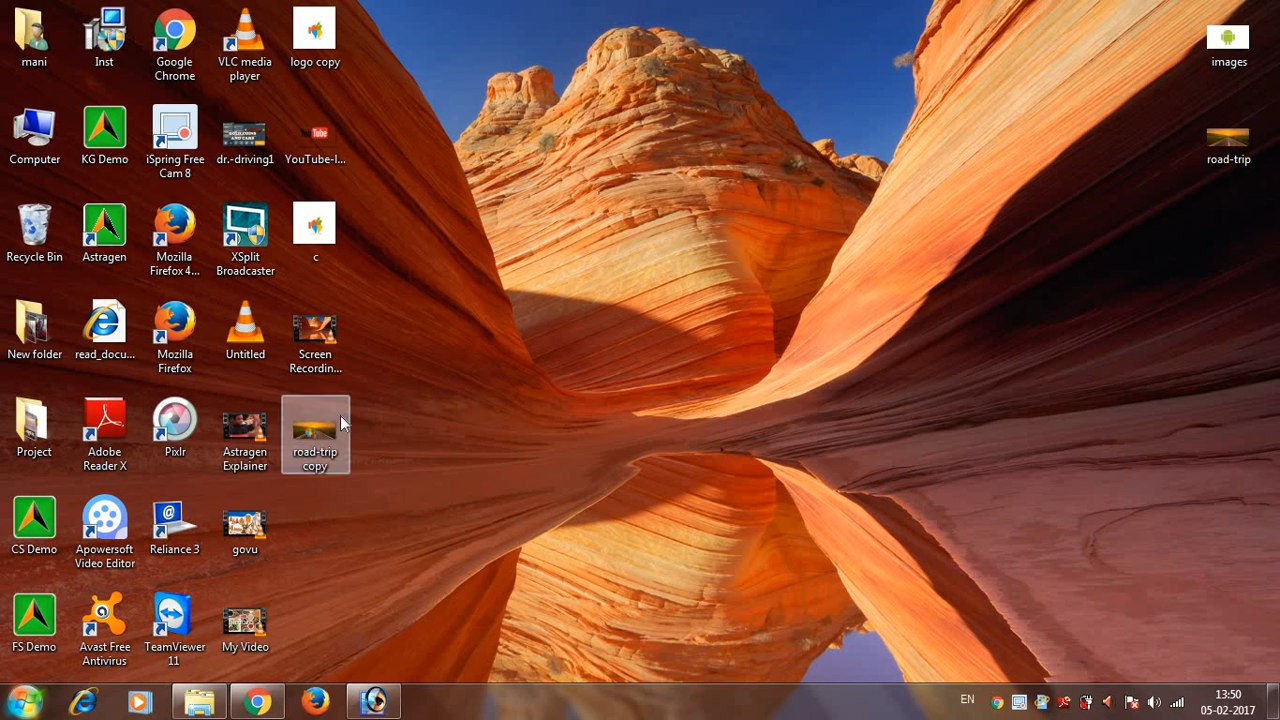 mani
Inst
Google
Chrome
VLC media
player
logo copy
images
Computer
KG Demo
iSpring Free
Cam 8
dr.-driving1
Tube
YouTube-l...
road-trip
Recycle Bin
Astragen
Mozilla
Firefox 4...
XSplit
Broadcaster
c
New folder
read_docu...
Mozilla
Firefox
Untitled
Screen
Recordin...
Project
Adobe
Reader X
Pixlr
Astragen
Explainer
road-trip
copy
CS Demo
Apowersoft
Video Editor
Reliance 3
govu
FS Demo
Avast Free
Antivirus
TeamViewer
11
My Video
EN
13:50
05-02-2017